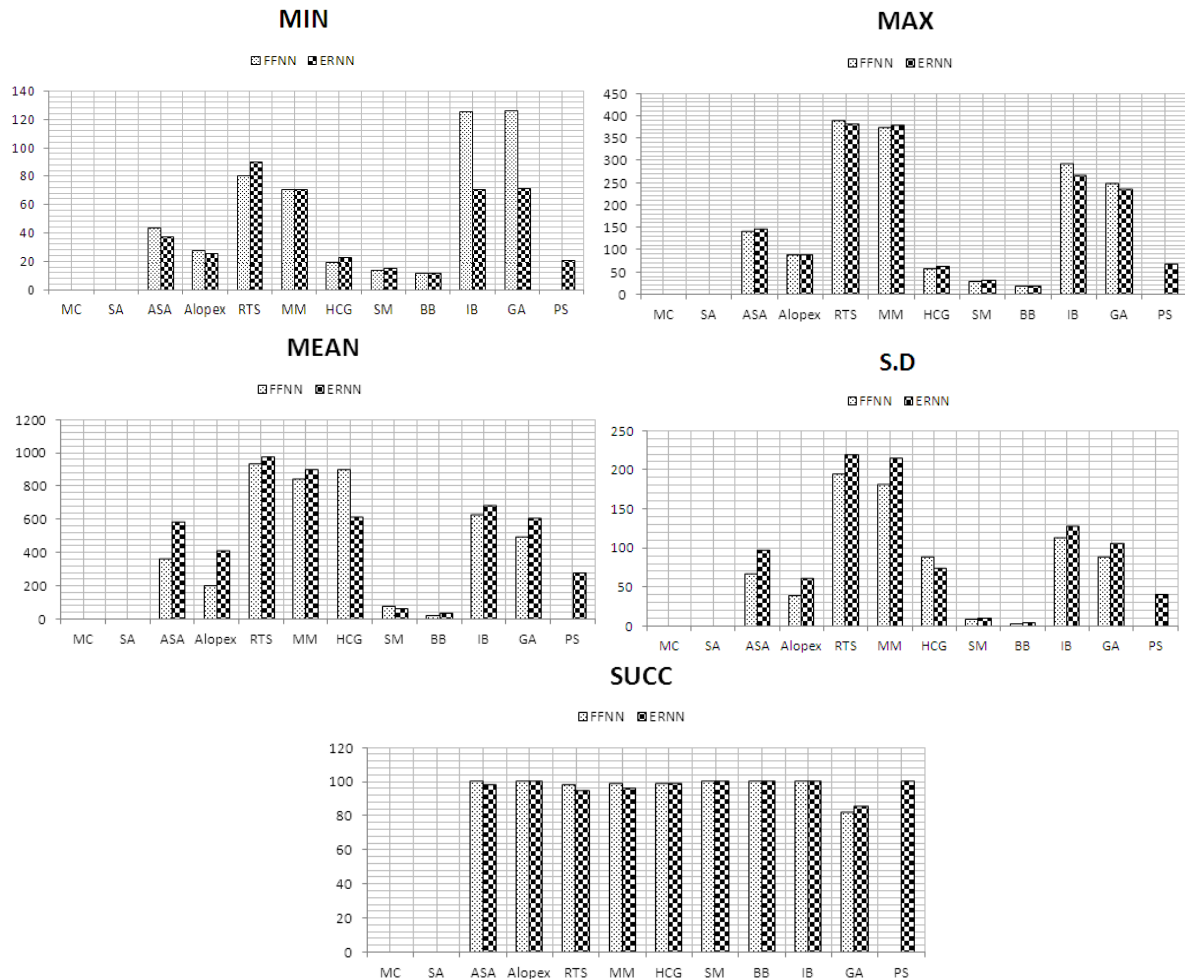 MIN
FFNN ERNN
140
120
100
80
60
40
20
0
MC SA ASA Alopex RTS MM HCG SM BB IB GA PS
MAX
FFNN ERNN
450
400
350
300
250
200
150
100
50
0
MC SA ASA Alopex RTS MM HCG SM BB IB GA PS
MEAN
FFNN ERNN
1200
1000
800
600
400
200
0
MC SA ASA Alopex RTS MM HCG SM BB IB GA PS
S.D
FFNN ERNN
250
200
150
100
50
0
MC SA ASA Alopex RTS MM HCG SM BB IB GA PS
SUCC
FFNN ERNN
120
100
80
60
40
20
0
MC SA ASA Alopex RTS MM HCG SM BB IB GA PS